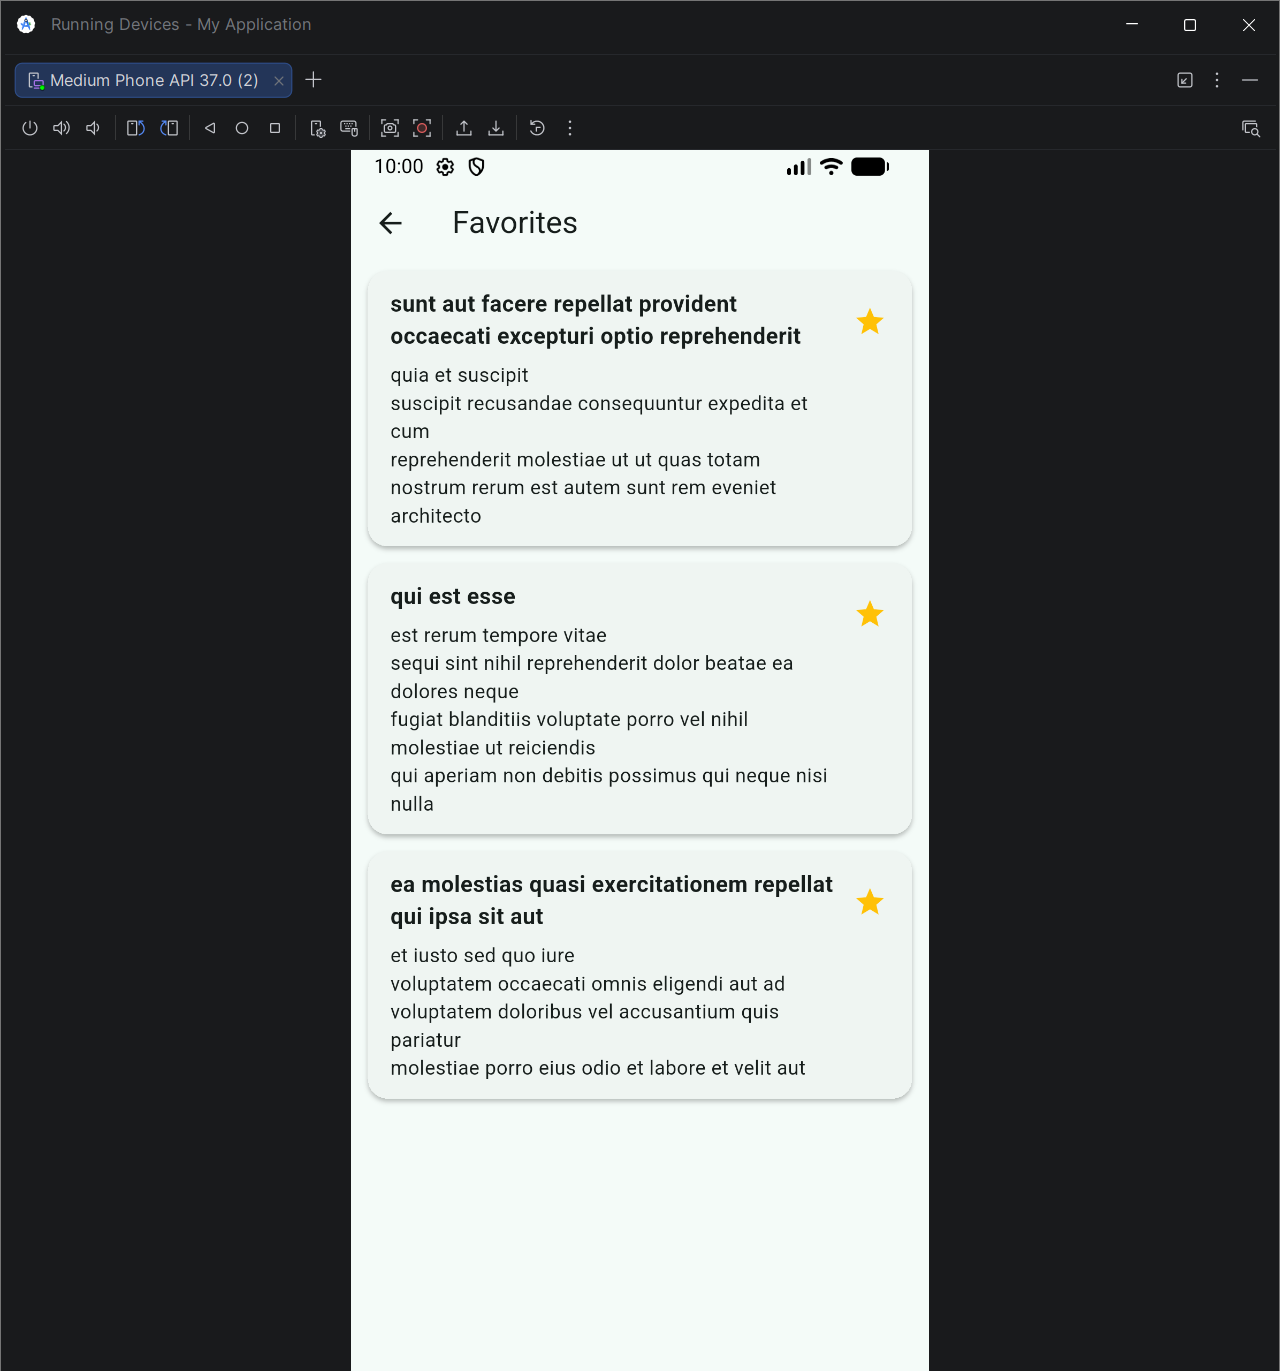 Running Devices - My Application
Medium Phone API 37.0 (2)
10:00
Favorites
sunt aut facere repellat provident
occaecati excepturi optio reprehenderit
quia et suscipit
suscipit recusandae consequuntur expedita et
cum
reprehenderit molestiae ut ut quas totam
nostrum rerum est autem sunt rem eveniet
architecto
qui est esse
est rerum tempore vitae
sequi sint nihil reprehenderit dolor beatae ea
dolores neque
fugiat blanditiis voluptate porro vel nihil
molestiae ut reiciendis
qui aperiam non debitis possimus qui neque nisi
nulla
ea molestias quasi exercitationem repellat
qui ipsa sit aut
et iusto sed quo iure
voluptatem occaecati omnis eligendi aut ad
voluptatem doloribus vel accusantium quis
pariatur
molestiae porro eius odio et labore et velit aut